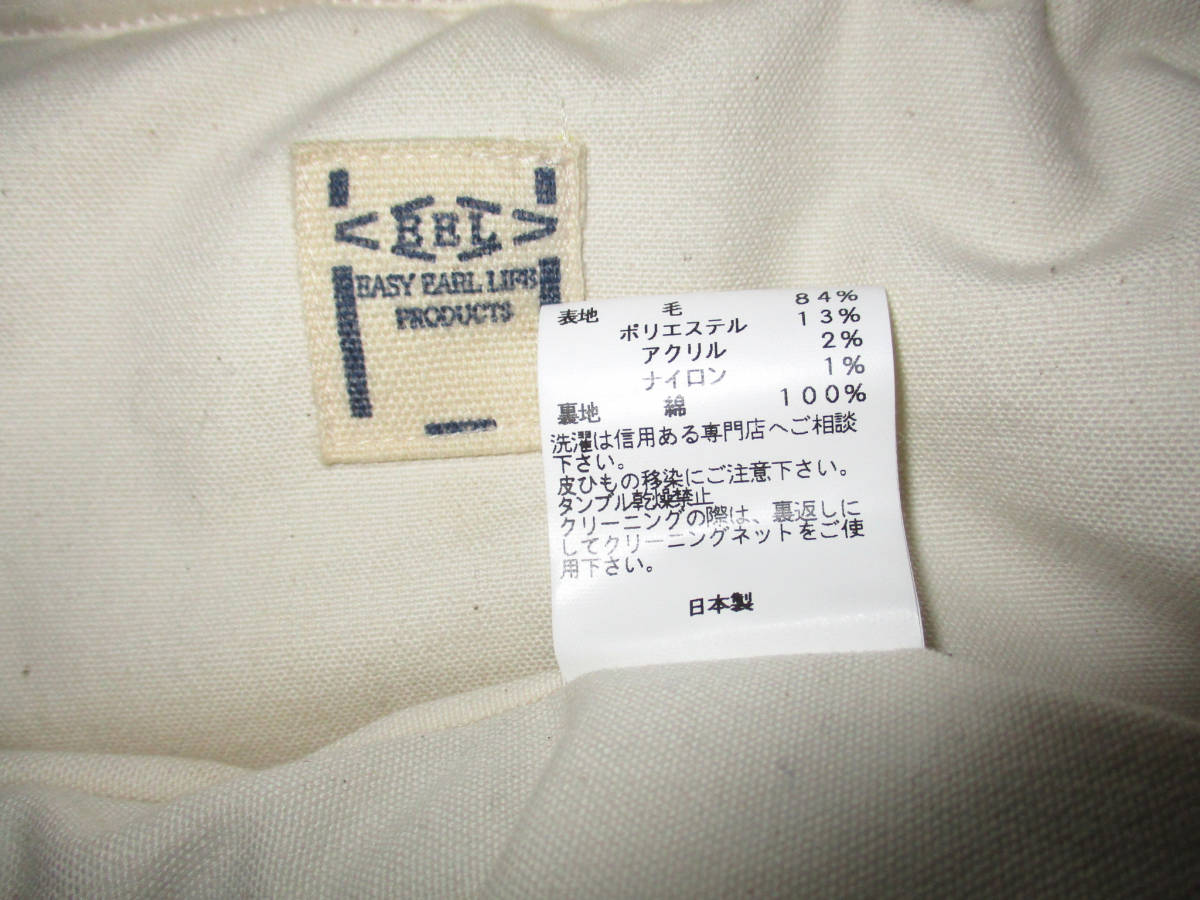 EEL
EASY EARL LIFE
PRODUCTS
表地 毛 84%
ポリエステル 13%
アクリル 2%
ナイロン 1%
裏地 綿 100%
洗濯は信用ある専門店へご相談
下さい。
皮ひもの移染にご注意下さい。
タンブル乾燥禁止
クリーニングの際は、裏返しに
してクリーニングネットをご使
用下さい。
日本製